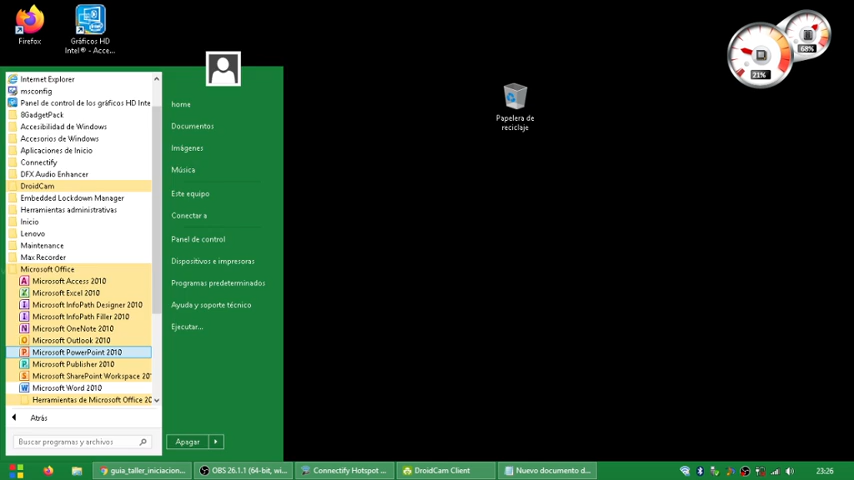 Firefox
Gráficos HD
Intel® - Acce...
68%
21%
Papelera de
reciclaje
Internet Explorer
msconfig
Panel de control de los gráficos HD Inte
8GadgetPack
Accesibilidad de Windows
Accesorios de Windows
Aplicaciones de Inicio
Connectify
DFX Audio Enhancer
DroidCam
Embedded Lockdown Manager
Herramientas administrativas
Inicio
Lenovo
Maintenance
Max Recorder
Microsoft Office
Microsoft Access 2010
Microsoft Excel 2010
Microsoft InfoPath Designer 2010
Microsoft InfoPath Filler 2010
Microsoft OneNote 2010
Microsoft Outlook 2010
Microsoft PowerPoint 2010
Microsoft Publisher 2010
Microsoft SharePoint Workspace 201
Microsoft Word 2010
Herramientas de Microsoft Office 20
Atrás
Buscar programas y archivos
home
Documentos
Imágenes
Música
Este equipo
Conectar a
Panel de control
Dispositivos e impresoras
Programas predeterminados
Ayuda y soporte técnico
Ejecutar...
Apagar
guia_taller_iniciacion...
OBS 26.1.1 (64-bit, wi...
Connectify Hotspot ...
DroidCam Client
Nuevo documento d...
23:26